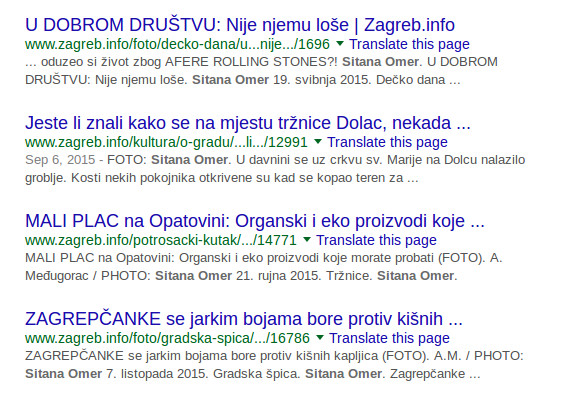 U DOBROM DRUŠTVU: Nije njemu loše | Zagreb.info
www.zagreb.info/foto/decko-dana/u...nije.../1696 Translate this page
... oduzeo si život zbog AFERE ROLLING STONES?! Sitana Omer. U DOBROM
DRUŠTVU: Nije njemu loše. Sitana Omer 19. svibnja 2015. Dečko dana ...
Jeste li znali kako se na mjestu tržnice Dolac, nekada ...
www.zagreb.info/kultura/o-gradu/...li.../12991 Translate this page
Sep 6, 2015 - FOTO: Sitana Omer. U davnini se uz crkvu sv. Marije na Dolcu nalazilo
groblje. Kosti nekih pokojnika otkrivene su kad se kopao teren za ...
MALI PLAC na Opatovini: Organski i eko proizvodi koje ...
www.zagreb.info/potrosacki-kutak/.../14771 Translate this page
MALI PLAC na Opatovini: Organski i eko proizvodi koje morate probati (FOTO). A.
Međugorac / PHOTO: Sitana Omer 21. rujna 2015. Tržnice. Sitana Omer.
ZAGREPČANKE se jarkim bojama bore protiv kišnih ...
www.zagreb.info/foto/gradska-spica/.../16786 Translate this page
ZAGREPČANKE se jarkim bojama bore protiv kišnih kapljica (FOTO). A.M. / PHOTO:
Sitana Omer 7. listopada 2015. Gradska špica. Sitana Omer. Zagrepčanke ...